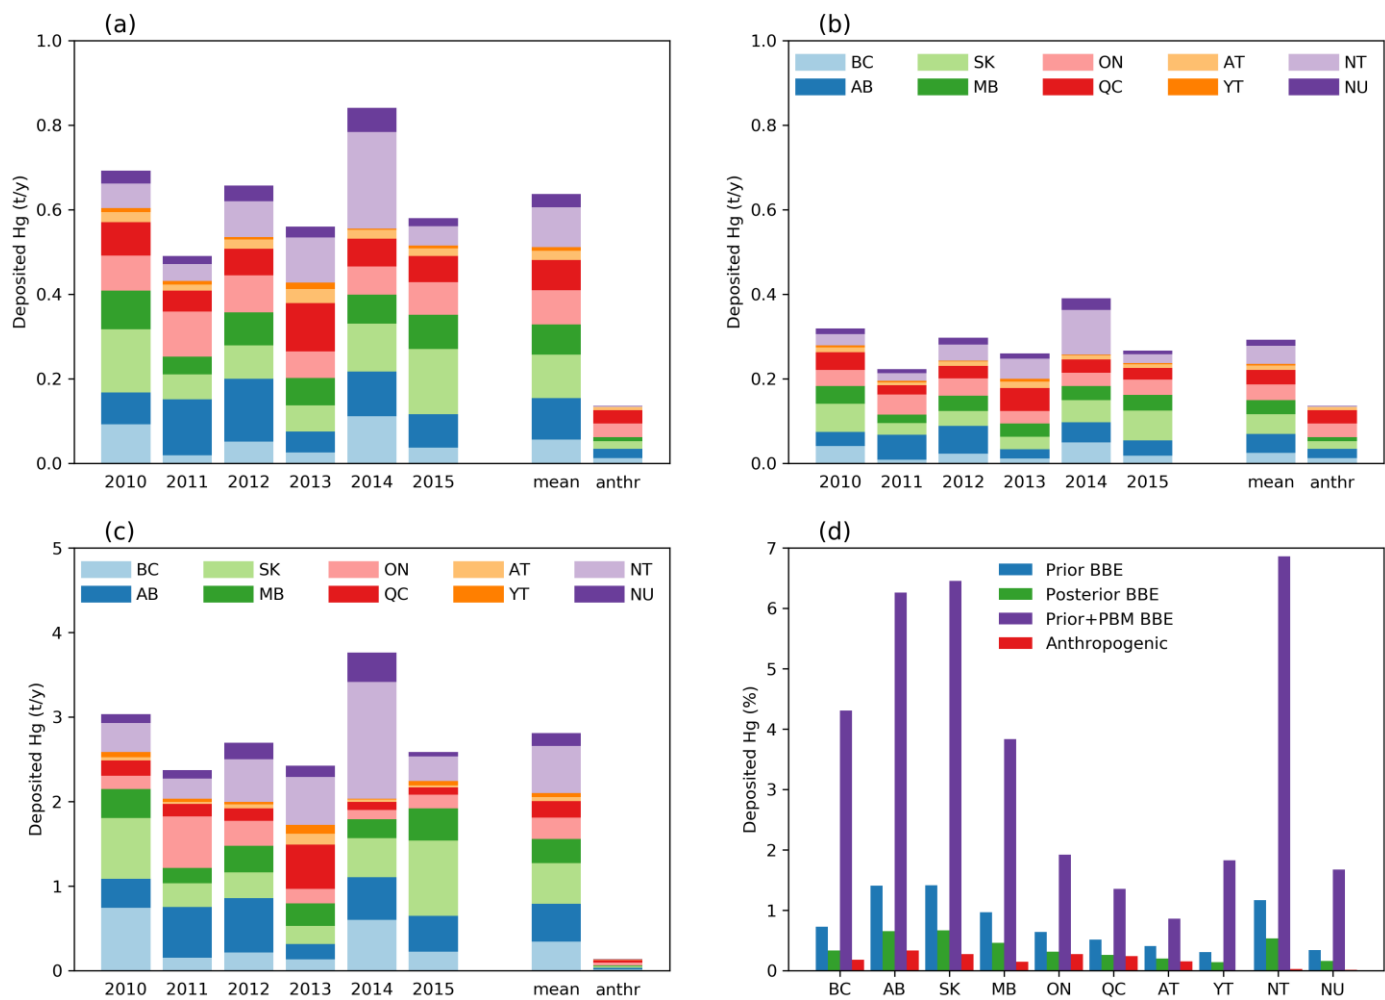 (a)
1.0
0.8
0.6
0.4
0.2
0.0
Deposited Hg (t/y)
2010 2011 2012 2013 2014 2015 mean anthr
(b)
1.0
0.8
0.6
0.4
0.2
0.0
Deposited Hg (t/y)
BC SK ON AT NT
AB MB QC YT NU
2010 2011 2012 2013 2014 2015 mean anthr
(c)
5
4
3
2
1
0
Deposited Hg (t/y)
BC SK ON AT NT
AB MB QC YT NU
2010 2011 2012 2013 2014 2015 mean anthr
(d)
7
6
5
4
3
2
1
0
Deposited Hg (%)
Prior BBE
Posterior BBE
Prior+PBM BBE
Anthropogenic
BC AB SK MB ON QC AT YT NT NU